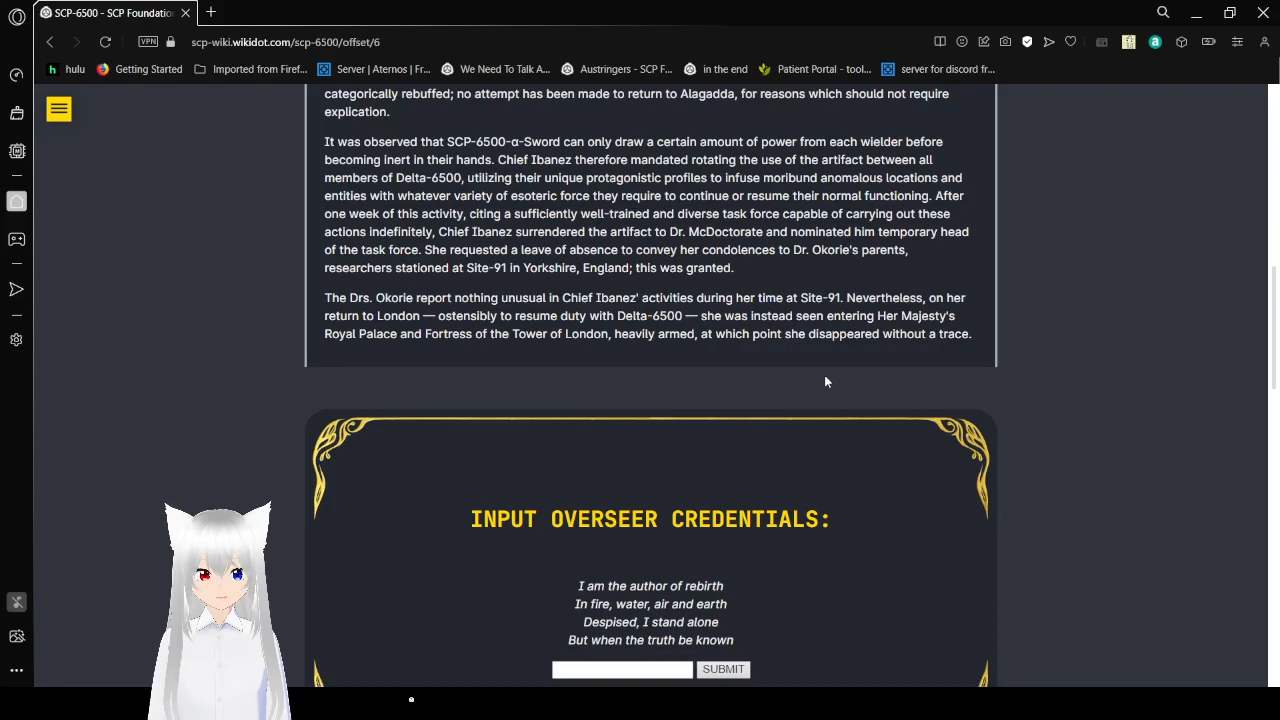 SCP-6500 - SCP Foundatio
scp-wiki.wikidot.com/scp-6500/offset/6
VPN
hulu
Getting Started
Imported from Firef...
Server | Aternos | Fr...
We Need To Talk A...
Austringers - SCP F...
in the end
Patient Portal - tool...
server for discord fr...
categorically rebuffed; no attempt has been made to return to Alagadda, for reasons which should not require
explication.
It was observed that SCP-6500-α-Sword can only draw a certain amount of power from each wielder before
becoming inert in their hands. Chief Ibanez therefore mandated rotating the use of the artifact between all
members of Delta-6500, utilizing their unique protagonistic profiles to infuse moribund anomalous locations and
entities with whatever variety of esoteric force they require to continue or resume their normal functioning. After
one week of this activity, citing a sufficiently well-trained and diverse task force capable of carrying out these
actions indefinitely, Chief Ibanez surrendered the artifact to Dr. McDoctorate and nominated him temporary head
of the task force. She requested a leave of absence to convey her condolences to Dr. Okorie's parents,
researchers stationed at Site-91 in Yorkshire, England; this was granted.
The Drs. Okorie report nothing unusual in Chief Ibanez' activities during her time at Site-91. Nevertheless, on her
return to London — ostensibly to resume duty with Delta-6500 — she was instead seen entering Her Majesty's
Royal Palace and Fortress of the Tower of London, heavily armed, at which point she disappeared without a trace.
INPUT OVERSEER CREDENTIALS:
I am the author of rebirth
In fire, water, air and earth
Despised, I stand alone
But when the truth be known
SUBMIT